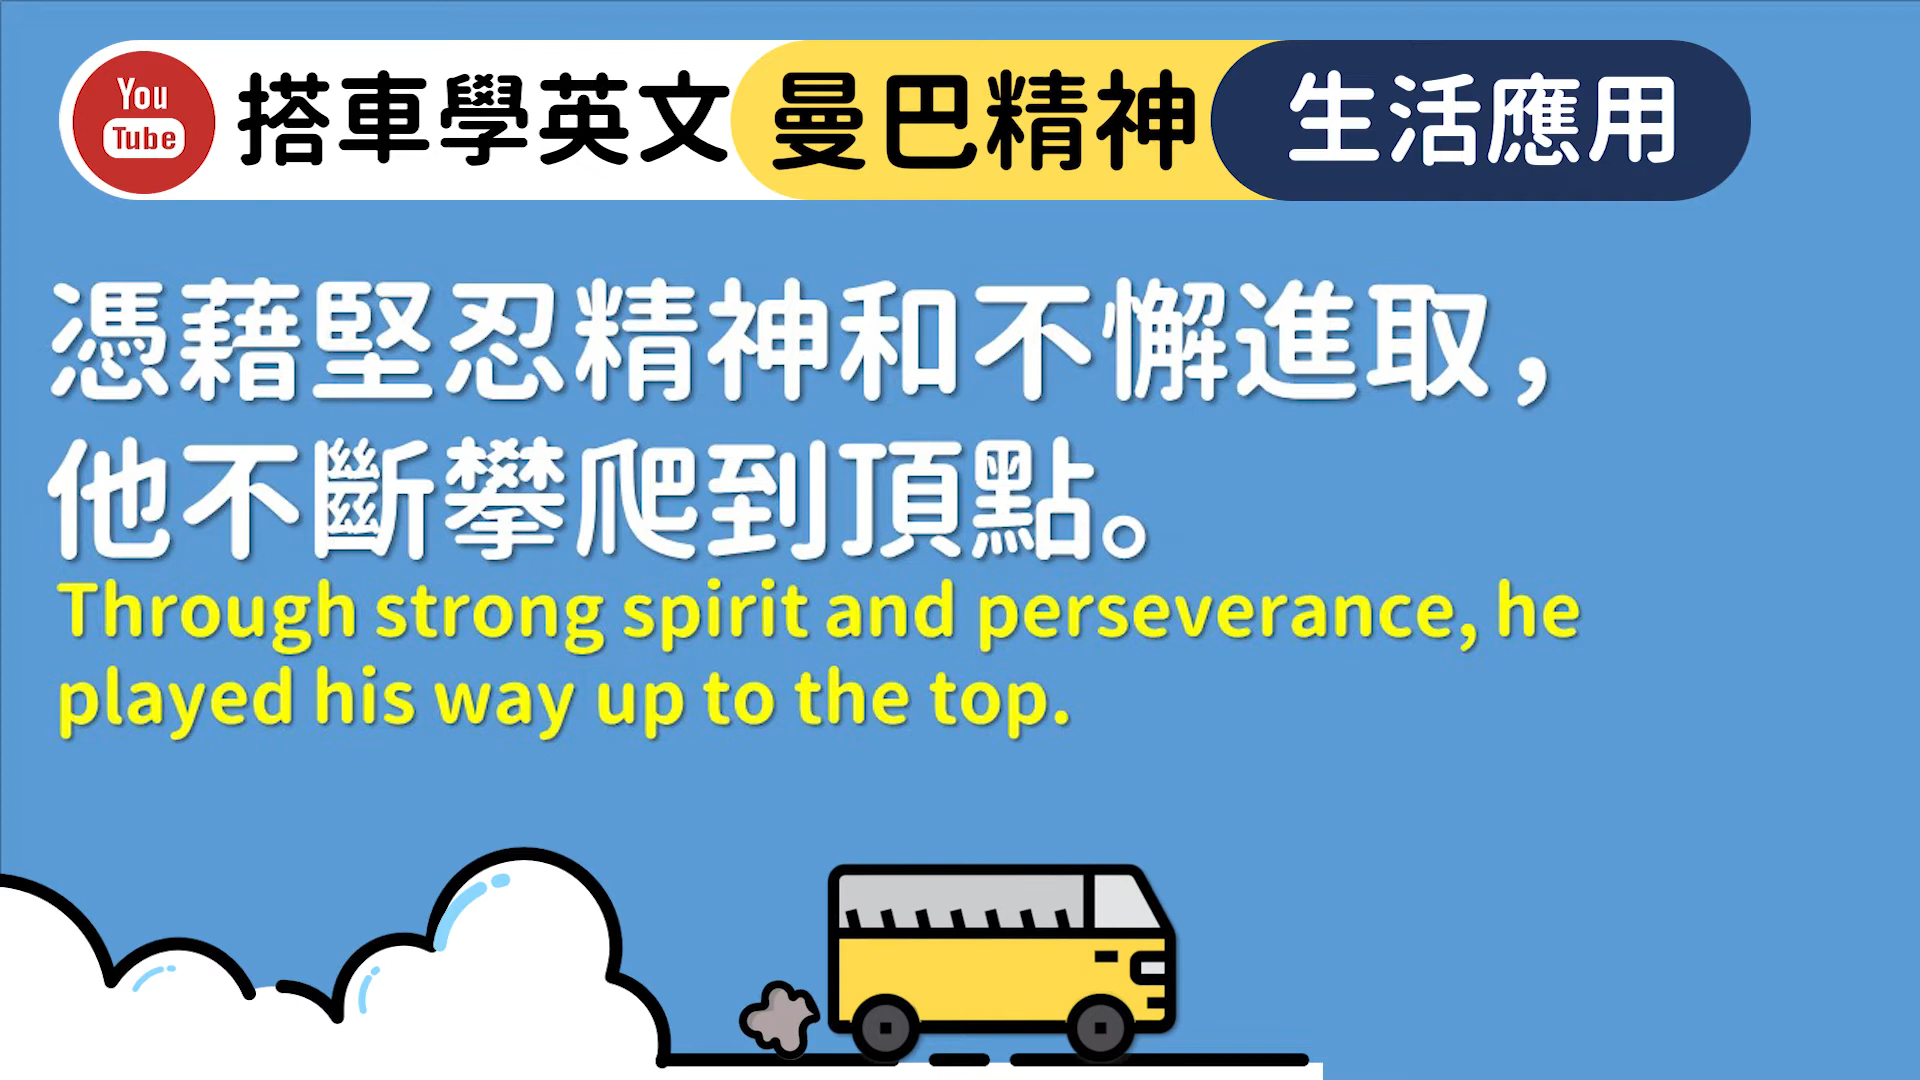 You
Tube
搭車學英文 曼巴精神 生活應用
憑藉堅忍精神和不懈進取，
他不斷攀爬到頂點。
Through strong spirit and perseverance, he
played his way up to the top.